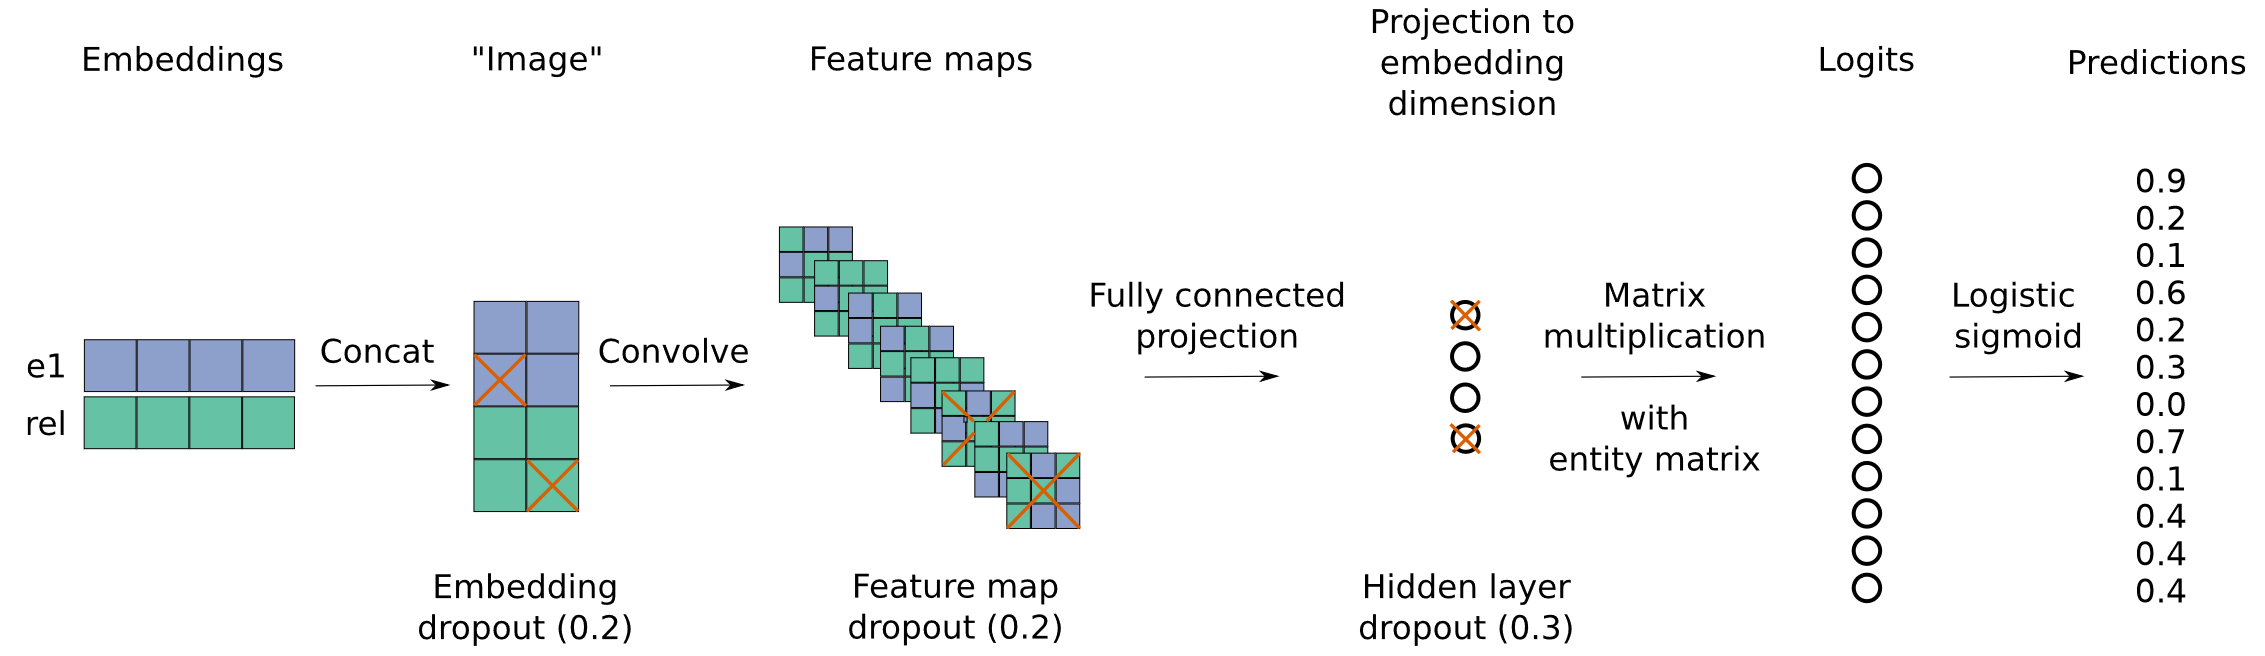 Embeddings
"Image"
Feature maps
Projection to
embedding
dimension
Logits
Predictions
e1
rel
Concat
Convolve
Fully connected
projection
Matrix
multiplication
with
entity matrix
Logistic
sigmoid
0.9
0.2
0.1
0.6
0.2
0.3
0.0
0.7
0.1
0.4
0.4
0.4
Embedding
dropout (0.2)
Feature map
dropout (0.2)
Hidden layer
dropout (0.3)